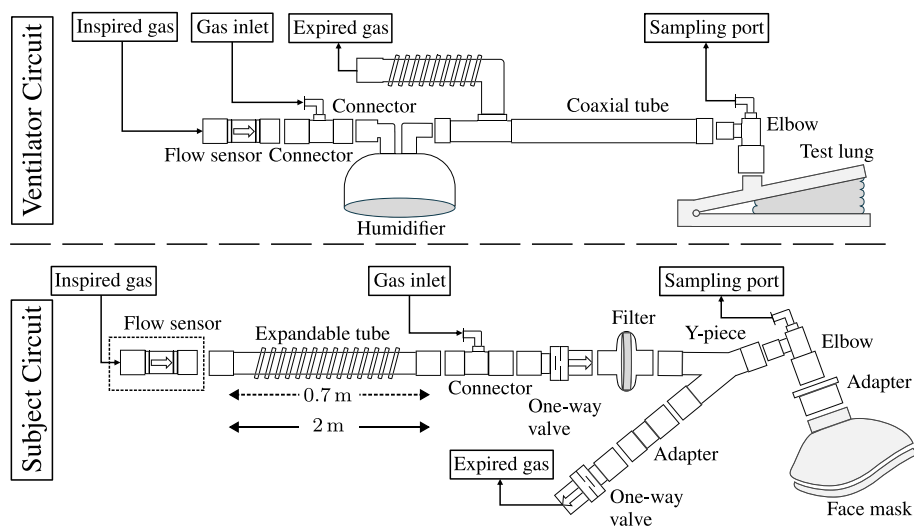 Ventilator Circuit
Inspired gas
Gas inlet
Expired gas
Sampling port
Connector
Coaxial tube
Elbow
Flow sensor
Connector
Test lung
Humidifier
Subject Circuit
Inspired gas
Gas inlet
Sampling port
Flow sensor
Expandable tube
Filter
Y-piece
Elbow
Connector
Adapter
0.7 m
One-way
valve
2 m
Adapter
Expired gas
One-way
valve
Face mask